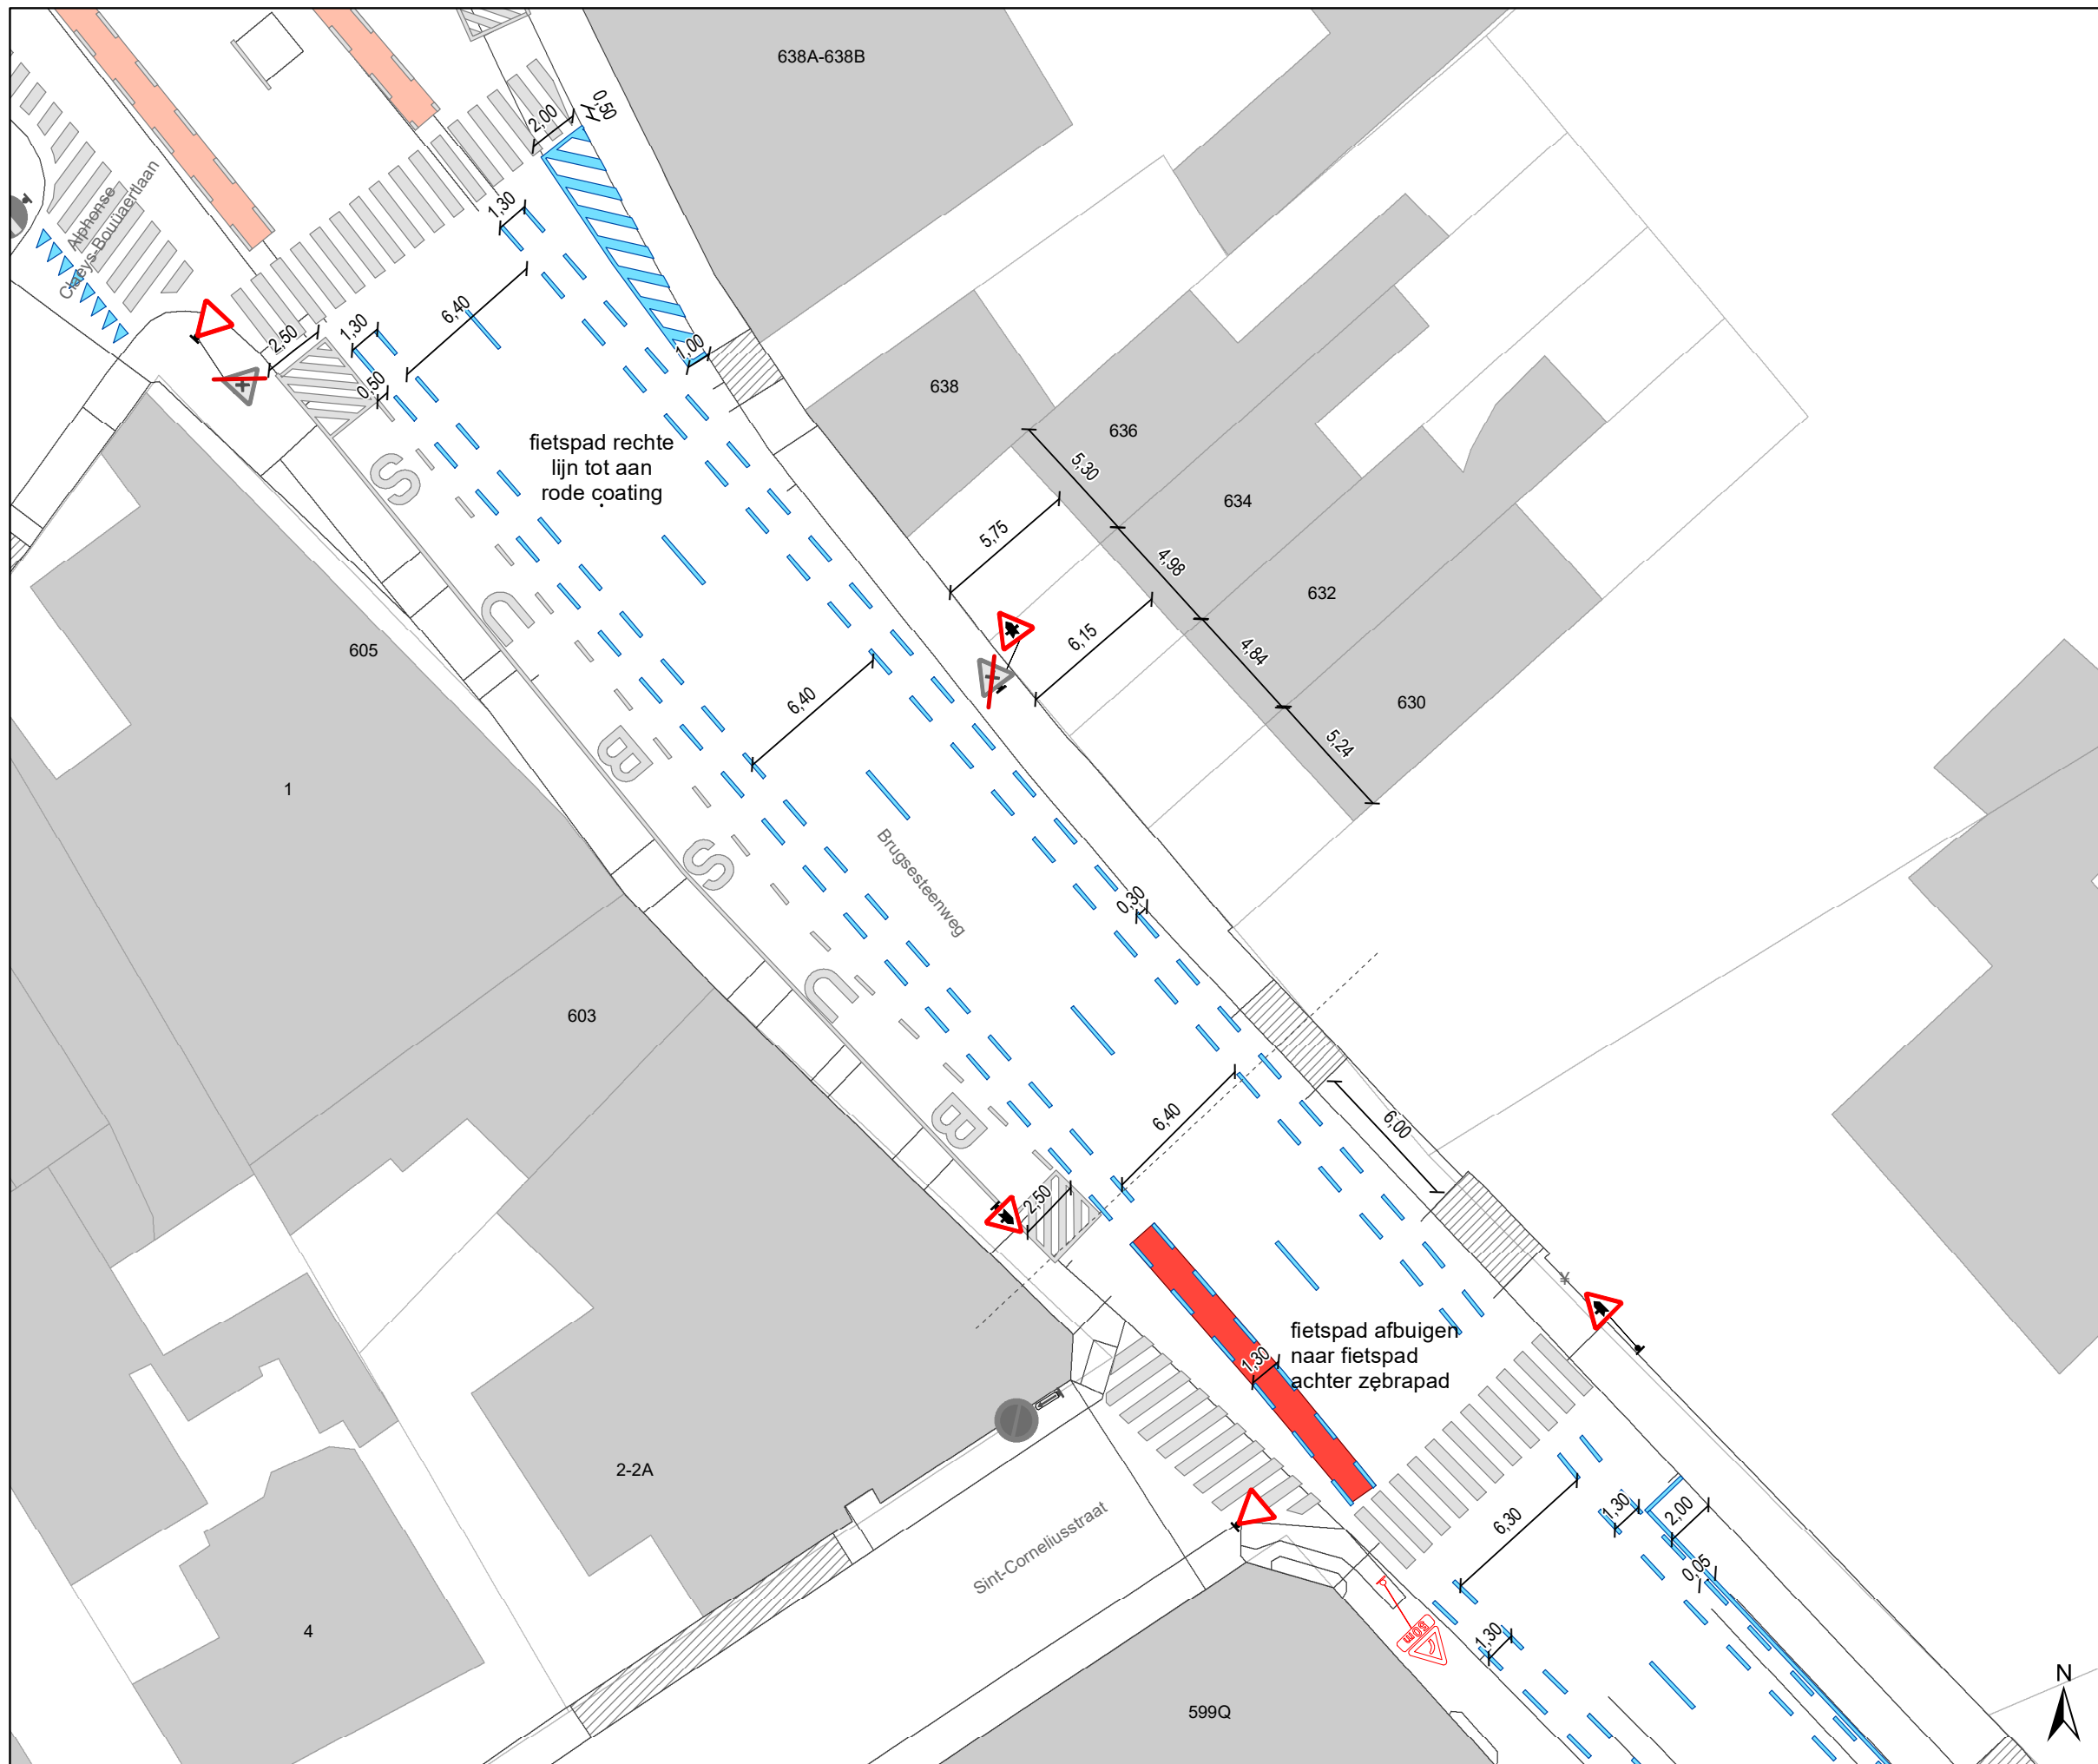 638A-638B
0,50
2,00
Alphonse
Claeys-Bouüaertlaan
1,30
6,40
1,30
2,50
1,00
0,50
638
636
fietspad rechte
lijn tot aan
rode coating
5,30
634
5,75
4,98
632
6,15
605
4,84
630
6,40
5,24
1
BUS
BUS
Brugsesteenweg
0,30
603
6,40
6,00
2,50
fietspad afbuigen
naar fietspad
achter zebrapad
1,30
2-2A
6,30
1,30
2,00
Sint-Corneliusstraat
0,05
4
50m
1,30
599Q
N